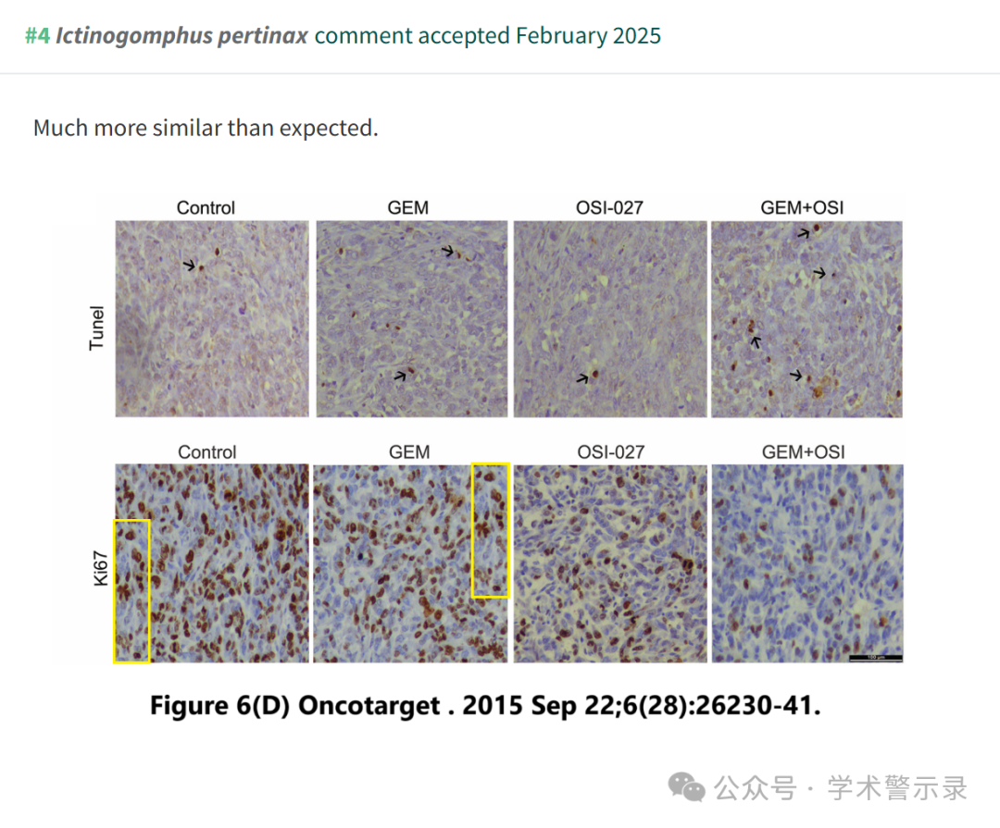 #4 Ictinogomphus pertinax comment accepted February 2025
Much more similar than expected.
Control GEM OSI-027 GEM+OSI
Tunel
Control GEM OSI-027 GEM+OSI
Ki67
100 µm
Figure 6(D) Oncotarget . 2015 Sep 22;6(28):26230-41.
公众号 · 学术警示录